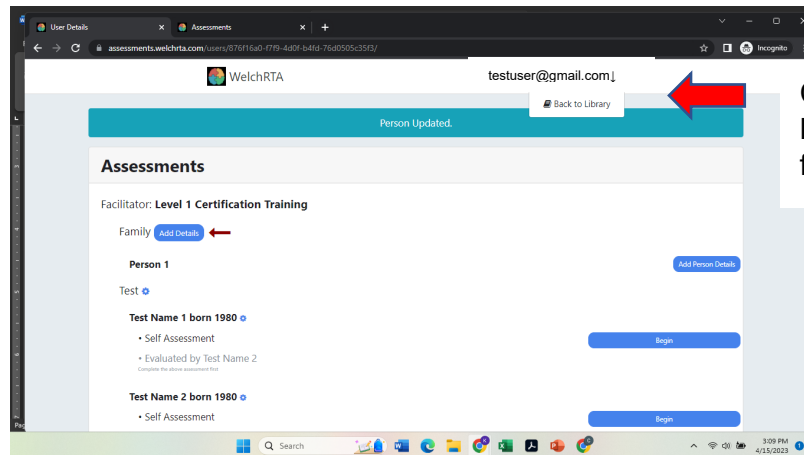 User Details
Assessments
assessments.welchrta.com/users/876f16a0-f7f9-4d0f-b4fd-76d0505c35f3/
Incognito
WelchRTA
testuser@gmail.com↓
Back to Library
Person Updated.
Assessments
Facilitator: Level 1 Certification Training
Family Add Details
Person 1 Add Person Details
Test
Test Name 1 born 1980
• Self Assessment Begin
• Evaluated by Test Name 2
Complete the above assessment first
Test Name 2 born 1980
• Self Assessment Begin
Search
3:09 PM
4/15/2023